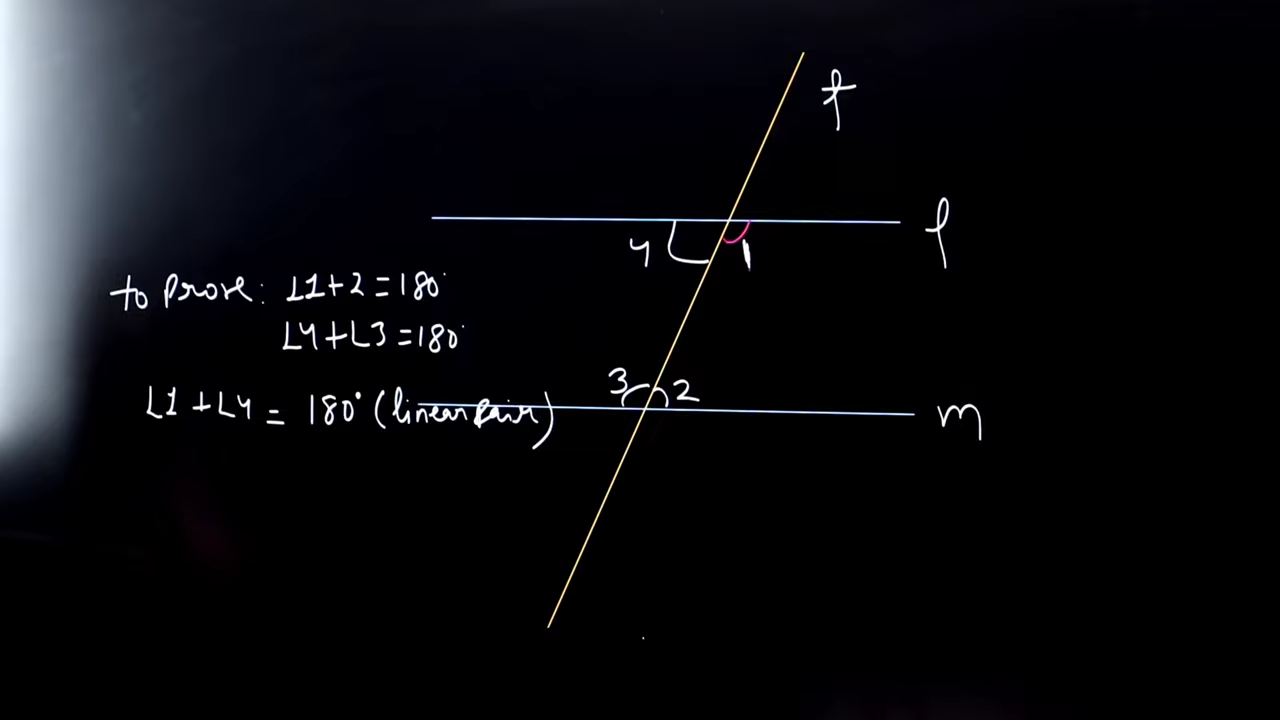 t
l
4 1
to prove: ∠1+2=180°
∠4+∠3=180°
3 2
∠1+∠4= 180° (linear pair)
m